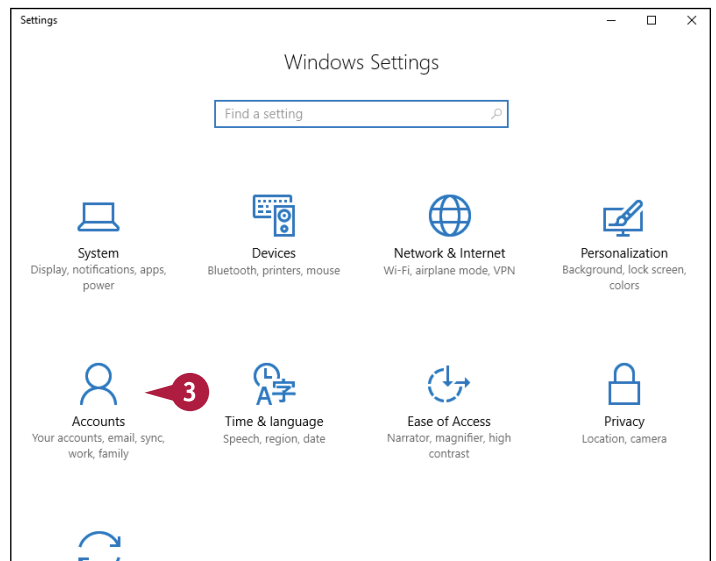 Settings
Windows Settings
Find a setting
System
Display, notifications, apps,
power
Devices
Bluetooth, printers, mouse
Network & Internet
Wi-Fi, airplane mode, VPN
Personalization
Background, lock screen,
colors
3
Accounts
Your accounts, email, sync,
work, family
A字
Time & language
Speech, region, date
Ease of Access
Narrator, magnifier, high
contrast
Privacy
Location, camera